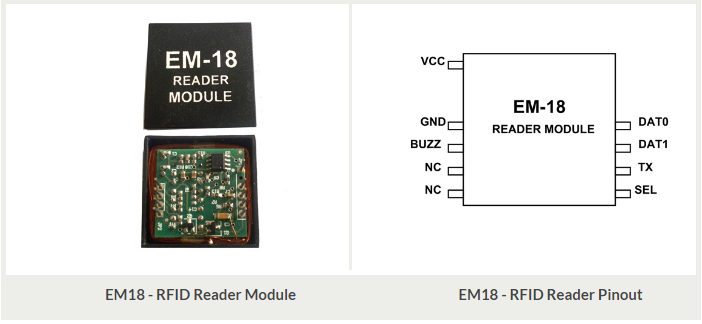 EM-18
READER
MODULE
VCC
GND
BUZZ
NC
NC
EM-18
READER MODULE
DAT0
DAT1
TX
SEL
EM18 - RFID Reader Module
EM18 - RFID Reader Pinout